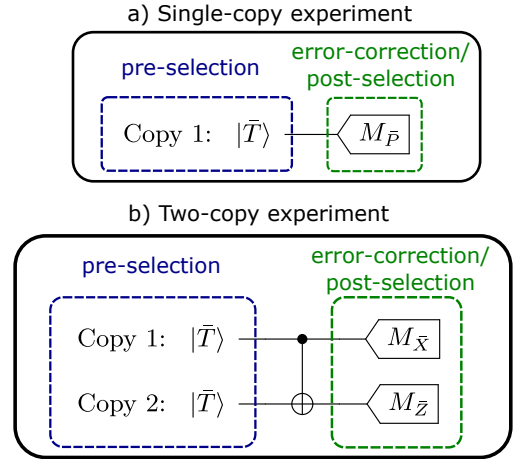 a) Single-copy experiment
pre-selection
error-correction/
post-selection
Copy 1: |T̄⟩ M_P̄
b) Two-copy experiment
pre-selection
error-correction/
post-selection
Copy 1: |T̄⟩ M_X̄
Copy 2: |T̄⟩ M_Z̄